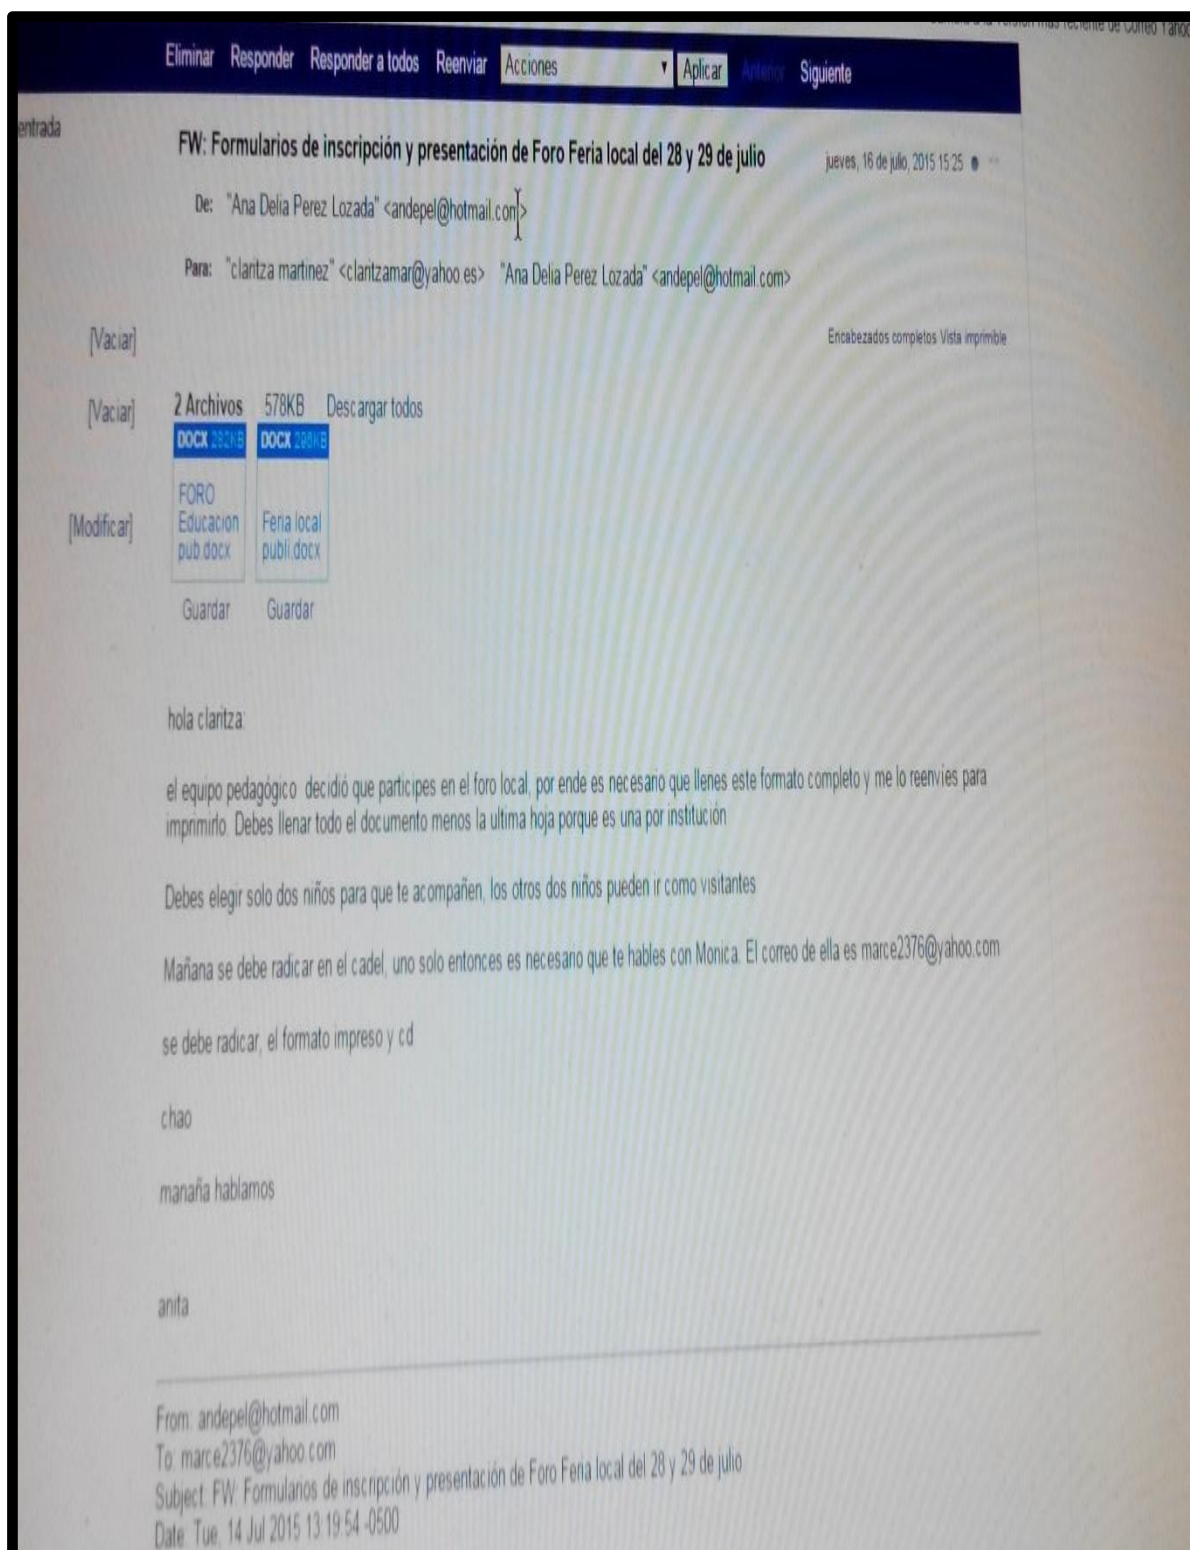 reciente de Correo Yahoo
Eliminar Responder Responder a todos Reenviar Acciones Aplicar Anterior Siguiente
entrada
FW: Formularios de inscripción y presentación de Foro Feria local del 28 y 29 de julio
jueves, 16 de julio, 2015 15:25
De: "Ana Delia Perez Lozada" <andepel@hotmail.com>
Para: "claritza martinez" <claritzamar@yahoo.es> "Ana Delia Perez Lozada" <andepel@hotmail.com>
[Vaciar]
Encabezados completos Vista imprimible
[Vaciar]
2 Archivos 578KB Descargar todos
DOCX 282KB DOCX 296KB
FORO
[Modificar]
Educacion Feria local
pub.docx publi.docx
Guardar Guardar
hola claritza:
el equipo pedagógico decidió que participes en el foro local, por ende es necesario que llenes este formato completo y me lo reenvies para
imprimirlo. Debes llenar todo el documento menos la ultima hoja porque es una por institución
Debes elegir solo dos niños para que te acompañen, los otros dos niños pueden ir como visitantes
Mañana se debe radicar en el cadel, uno solo entonces es necesario que te hables con Monica. El correo de ella es marce2376@yahoo.com
se debe radicar, el formato impreso y cd
chao
manaña hablamos
anita
From: andepel@hotmail.com
To: marce2376@yahoo.com
Subject: FW: Formularios de inscripción y presentación de Foro Feria local del 28 y 29 de julio
Date: Tue, 14 Jul 2015 13:19:54 -0500